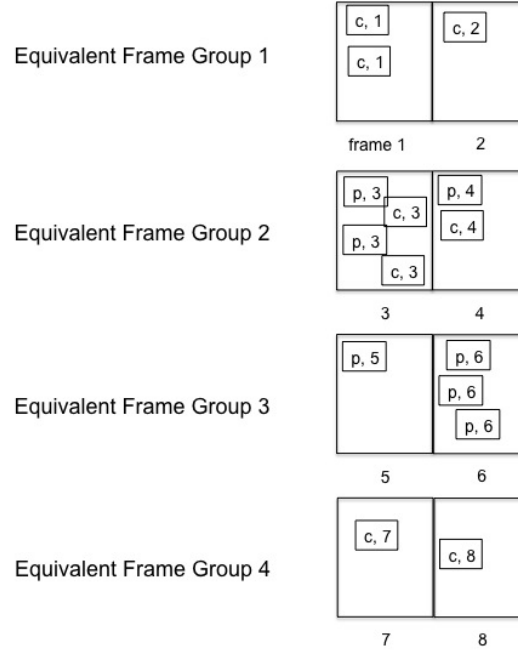 Equivalent Frame Group 1
c, 1
c, 2
c, 1
frame 1
2
Equivalent Frame Group 2
p, 3
p, 4
c, 3
c, 4
p, 3
c, 3
3
4
Equivalent Frame Group 3
p, 5
p, 6
p, 6
p, 6
5
6
Equivalent Frame Group 4
c, 7
c, 8
7
8